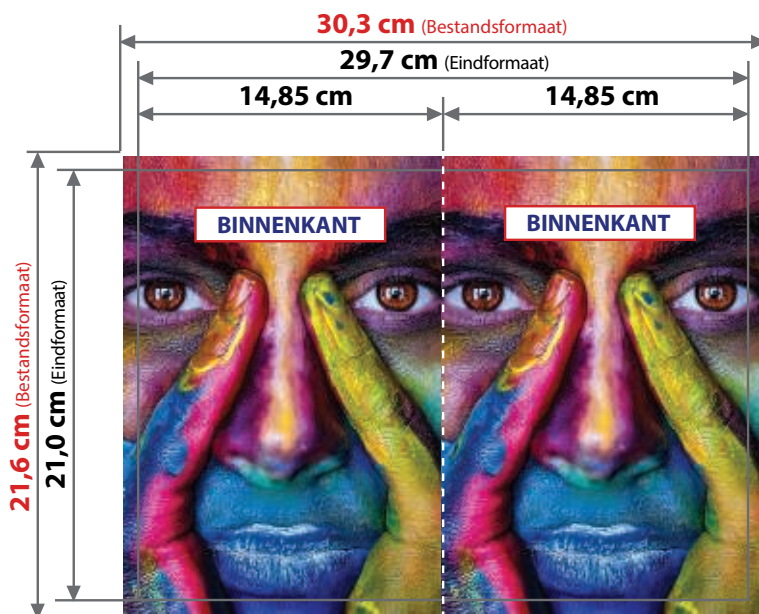 30,3 cm (Bestandsformaat)
29,7 cm (Eindformaat)
14,85 cm
14,85 cm
BINNENKANT
BINNENKANT
21,6 cm (Bestandsformaat)
21,0 cm (Eindformaat)